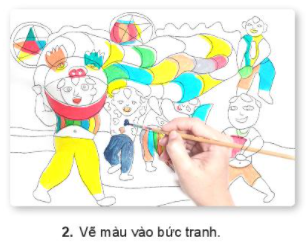 2. Vẽ màu vào bức tranh.